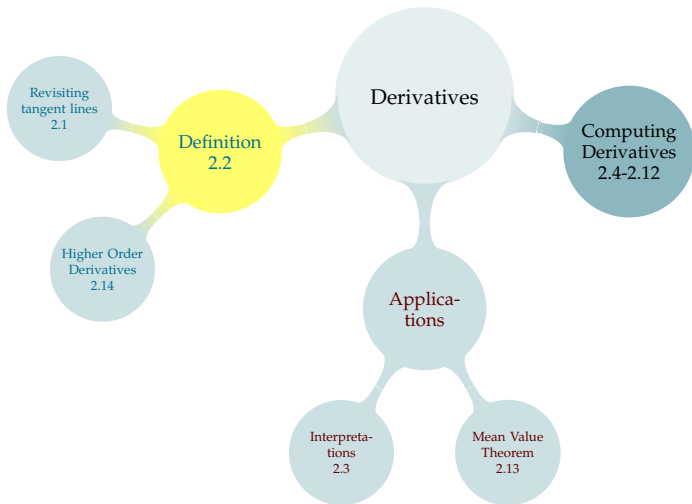 Derivatives
Revisiting
tangent lines
2.1
Definition
2.2
Higher Order
Derivatives
2.14
Computing
Derivatives
2.4-2.12
Applica-
tions
Interpreta-
tions
2.3
Mean Value
Theorem
2.13